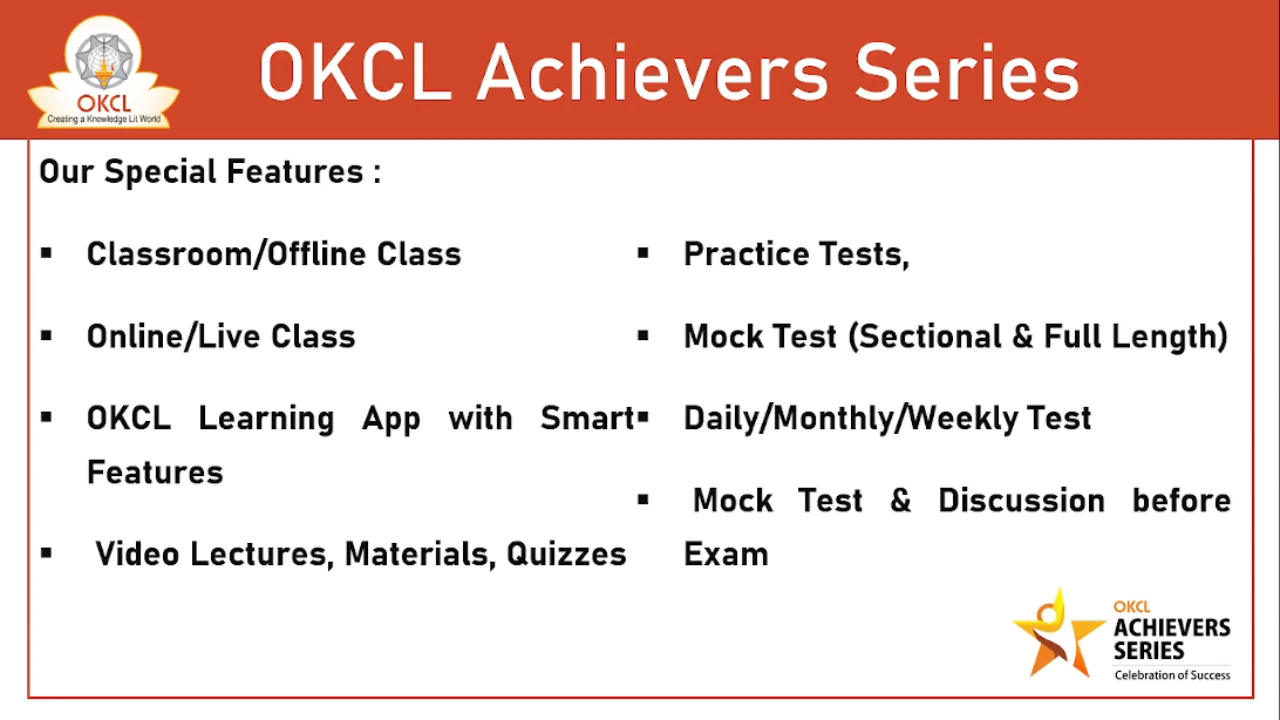 OKCL
Creating a Knowledge Lit World
OKCL Achievers Series
Our Special Features :
▪ Classroom/Offline Class
▪ Online/Live Class
▪ OKCL Learning App with Smart
Features
▪ Video Lectures, Materials, Quizzes
▪ Practice Tests,
▪ Mock Test (Sectional & Full Length)
▪ Daily/Monthly/Weekly Test
▪ Mock Test & Discussion before
Exam
OKCL
ACHIEVERS
SERIES
Celebration of Success